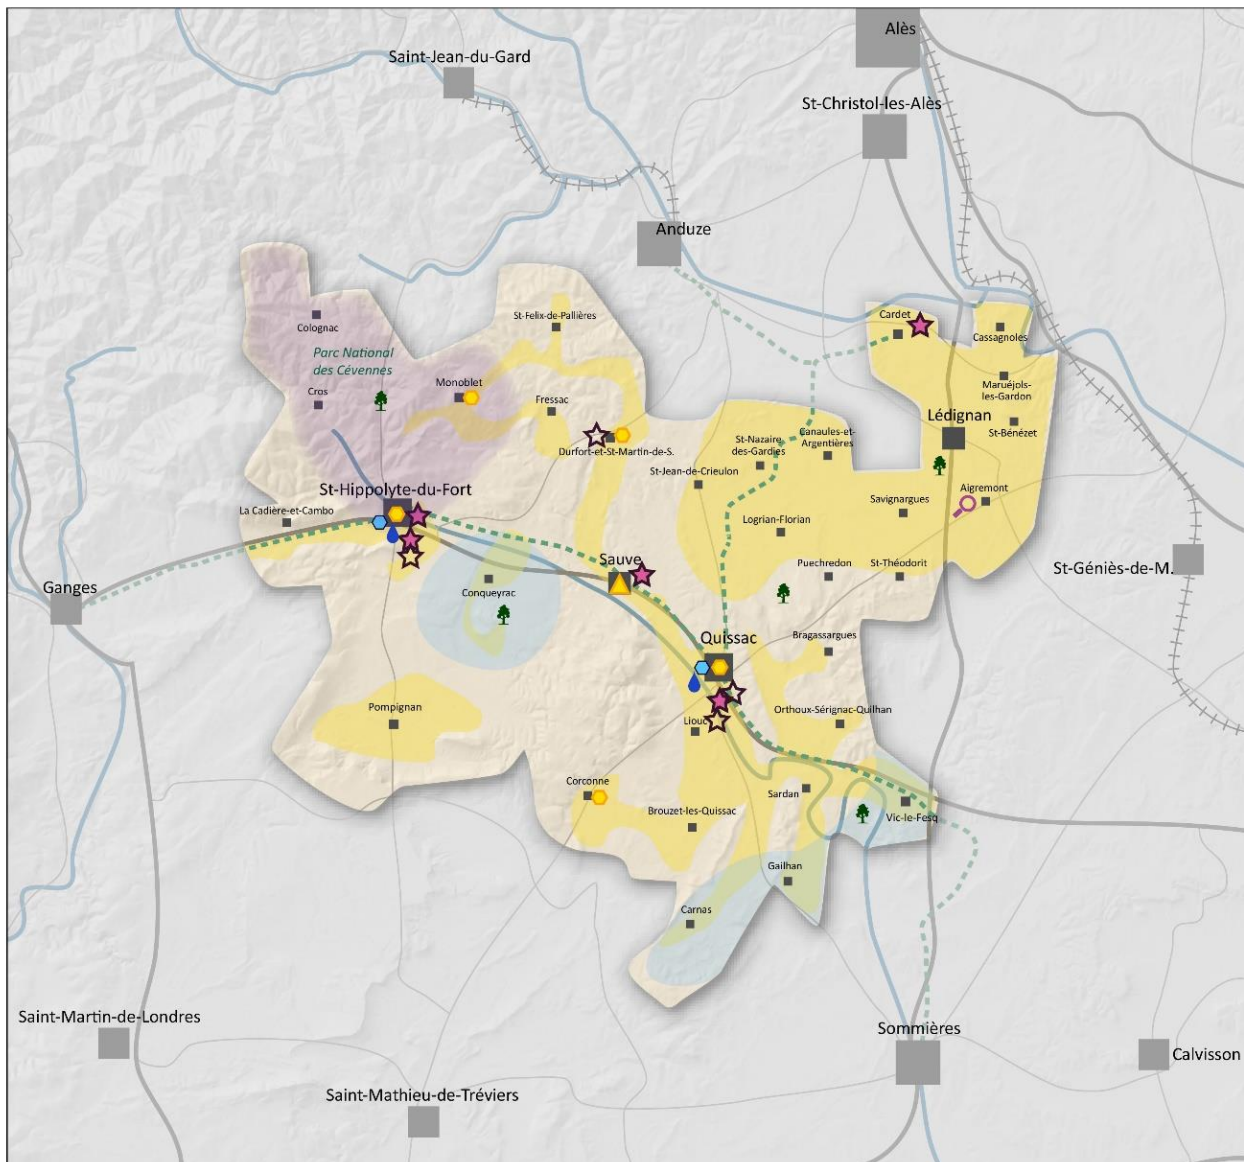 Alès
Saint-Jean-du-Gard
St-Christol-les-Alès
Anduze
Cardet
Colognac
St-Felix-de-Pallières
Cassagnoles
Parc National
des Cévennes
Monoblet
Maruéjols-
les-Gardon
Cros
Fressac
Lédignan
St-Bénézet
St-Nazaire-
des-Gardies
Canaules-et-
Argentières
Durfort-et-St-Martin-de-S.
St-Jean-de-Crieulon
St-Hippolyte-du-Fort
Savignargues
Aigremont
La Cadière-et-Cambo
Logrian-Florian
Sauve
Puechredon
St-Théodorit
St-Géniès-de-M.
Ganges
Conqueyrac
Quissac
Bragassargues
Pompignan
Liouc
Orthoux-Sérignac-Quilhan
Corconne
Sardan
Brouzet-les-Quissac
Vic-le-Fesq
Gailhan
Carnas
Saint-Martin-de-Londres
Sommières
Calvisson
Saint-Mathieu-de-Tréviers